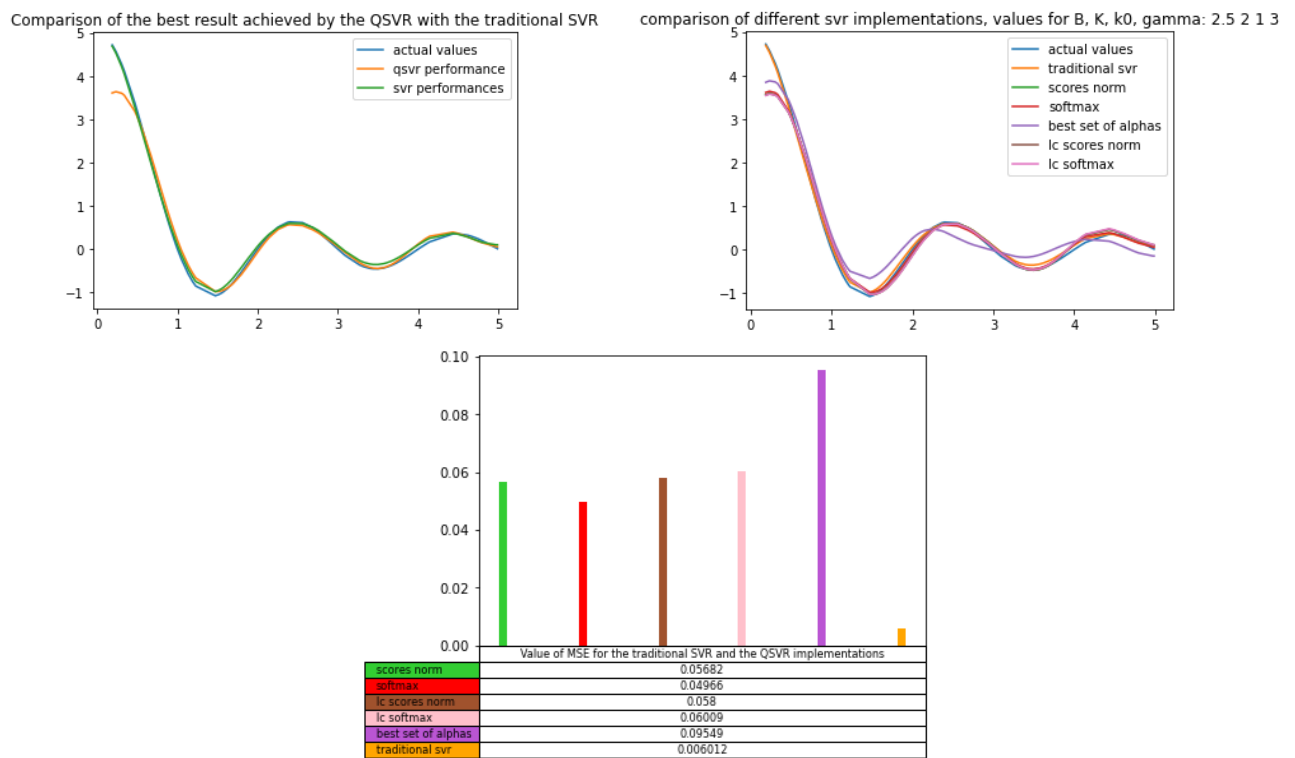 Comparison of the best result achieved by the QSVR with the traditional SVR
5
4
3
2
1
0
−1
0 1 2 3 4 5
actual values
qsvr performance
svr performances
comparison of different svr implementations, values for B, K, k0, gamma: 2.5 2 1 3
5
4
3
2
1
0
−1
0 1 2 3 4 5
actual values
traditional svr
scores norm
softmax
best set of alphas
lc scores norm
lc softmax
0.10
0.08
0.06
0.04
0.02
0.00
Value of MSE for the traditional SVR and the QSVR implementations
scores norm 0.05682
softmax 0.04966
lc scores norm 0.058
lc softmax 0.06009
best set of alphas 0.09549
traditional svr 0.006012